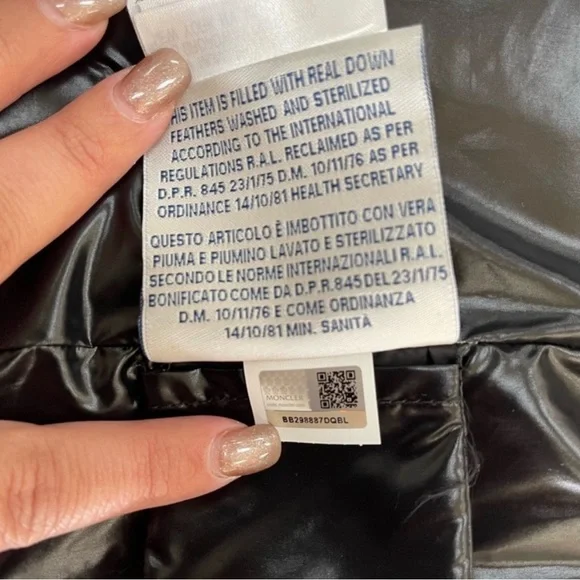 HIS ITEM IS FILLED WITH REAL DOWN
FEATHERS WASHED AND STERILIZED
ACCORDING TO THE INTERNATIONAL
REGULATIONS R.A.L. RECLAIMED AS PER
D.P.R. 845 23/1/75 D.M. 10/11/76 AS PER
ORDINANCE 14/10/81 HEALTH SECRETARY
QUESTO ARTICOLO È IMBOTTITO CON VERA
PIUMA E PIUMINO LAVATO E STERILIZZATO
SECONDO LE NORME INTERNAZIONALI R.A.L.
BONIFICATO COME DA D.P.R. 845 DEL 23/1/75
D.M. 10/11/76 E COME ORDINANZA
14/10/81 MIN. SANITÀ
MONCLER
BB298887DQBL